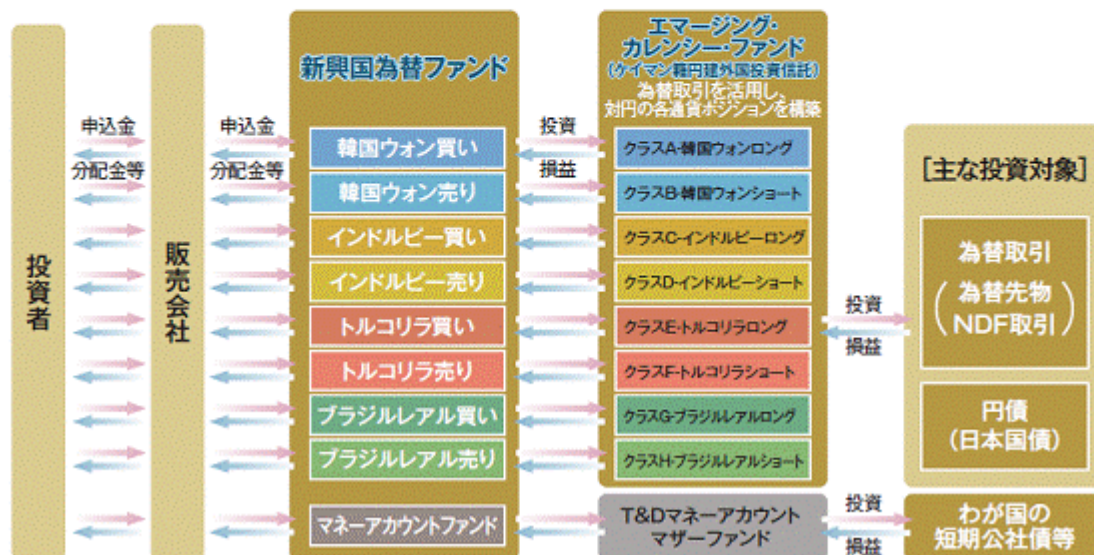 投資者
販売会社
申込金
分配金等
申込金
分配金等
新興国為替ファンド
韓国ウォン買い
韓国ウォン売り
インドルピー買い
インドルピー売り
トルコリラ買い
トルコリラ売り
ブラジルレアル買い
ブラジルレアル売り
マネーアカウントファンド
投資
損益
エマージング・
カレンシー・ファンド
(ケイマン籍円建外国投資信託)
為替取引を活用し、
対円の各通貨ポジションを構築
クラスA-韓国ウォンロング
クラスB-韓国ウォンショート
クラスC-インドルピーロング
クラスD-インドルピーショート
クラスE-トルコリラロング
クラスF-トルコリラショート
クラスG-ブラジルレアルロング
クラスH-ブラジルレアルショート
T&Dマネーアカウント
マザーファンド
投資
損益
投資
損益
[主な投資対象]
為替取引
(為替先物
NDF取引)
円債
(日本国債)
わが国の
短期公社債等